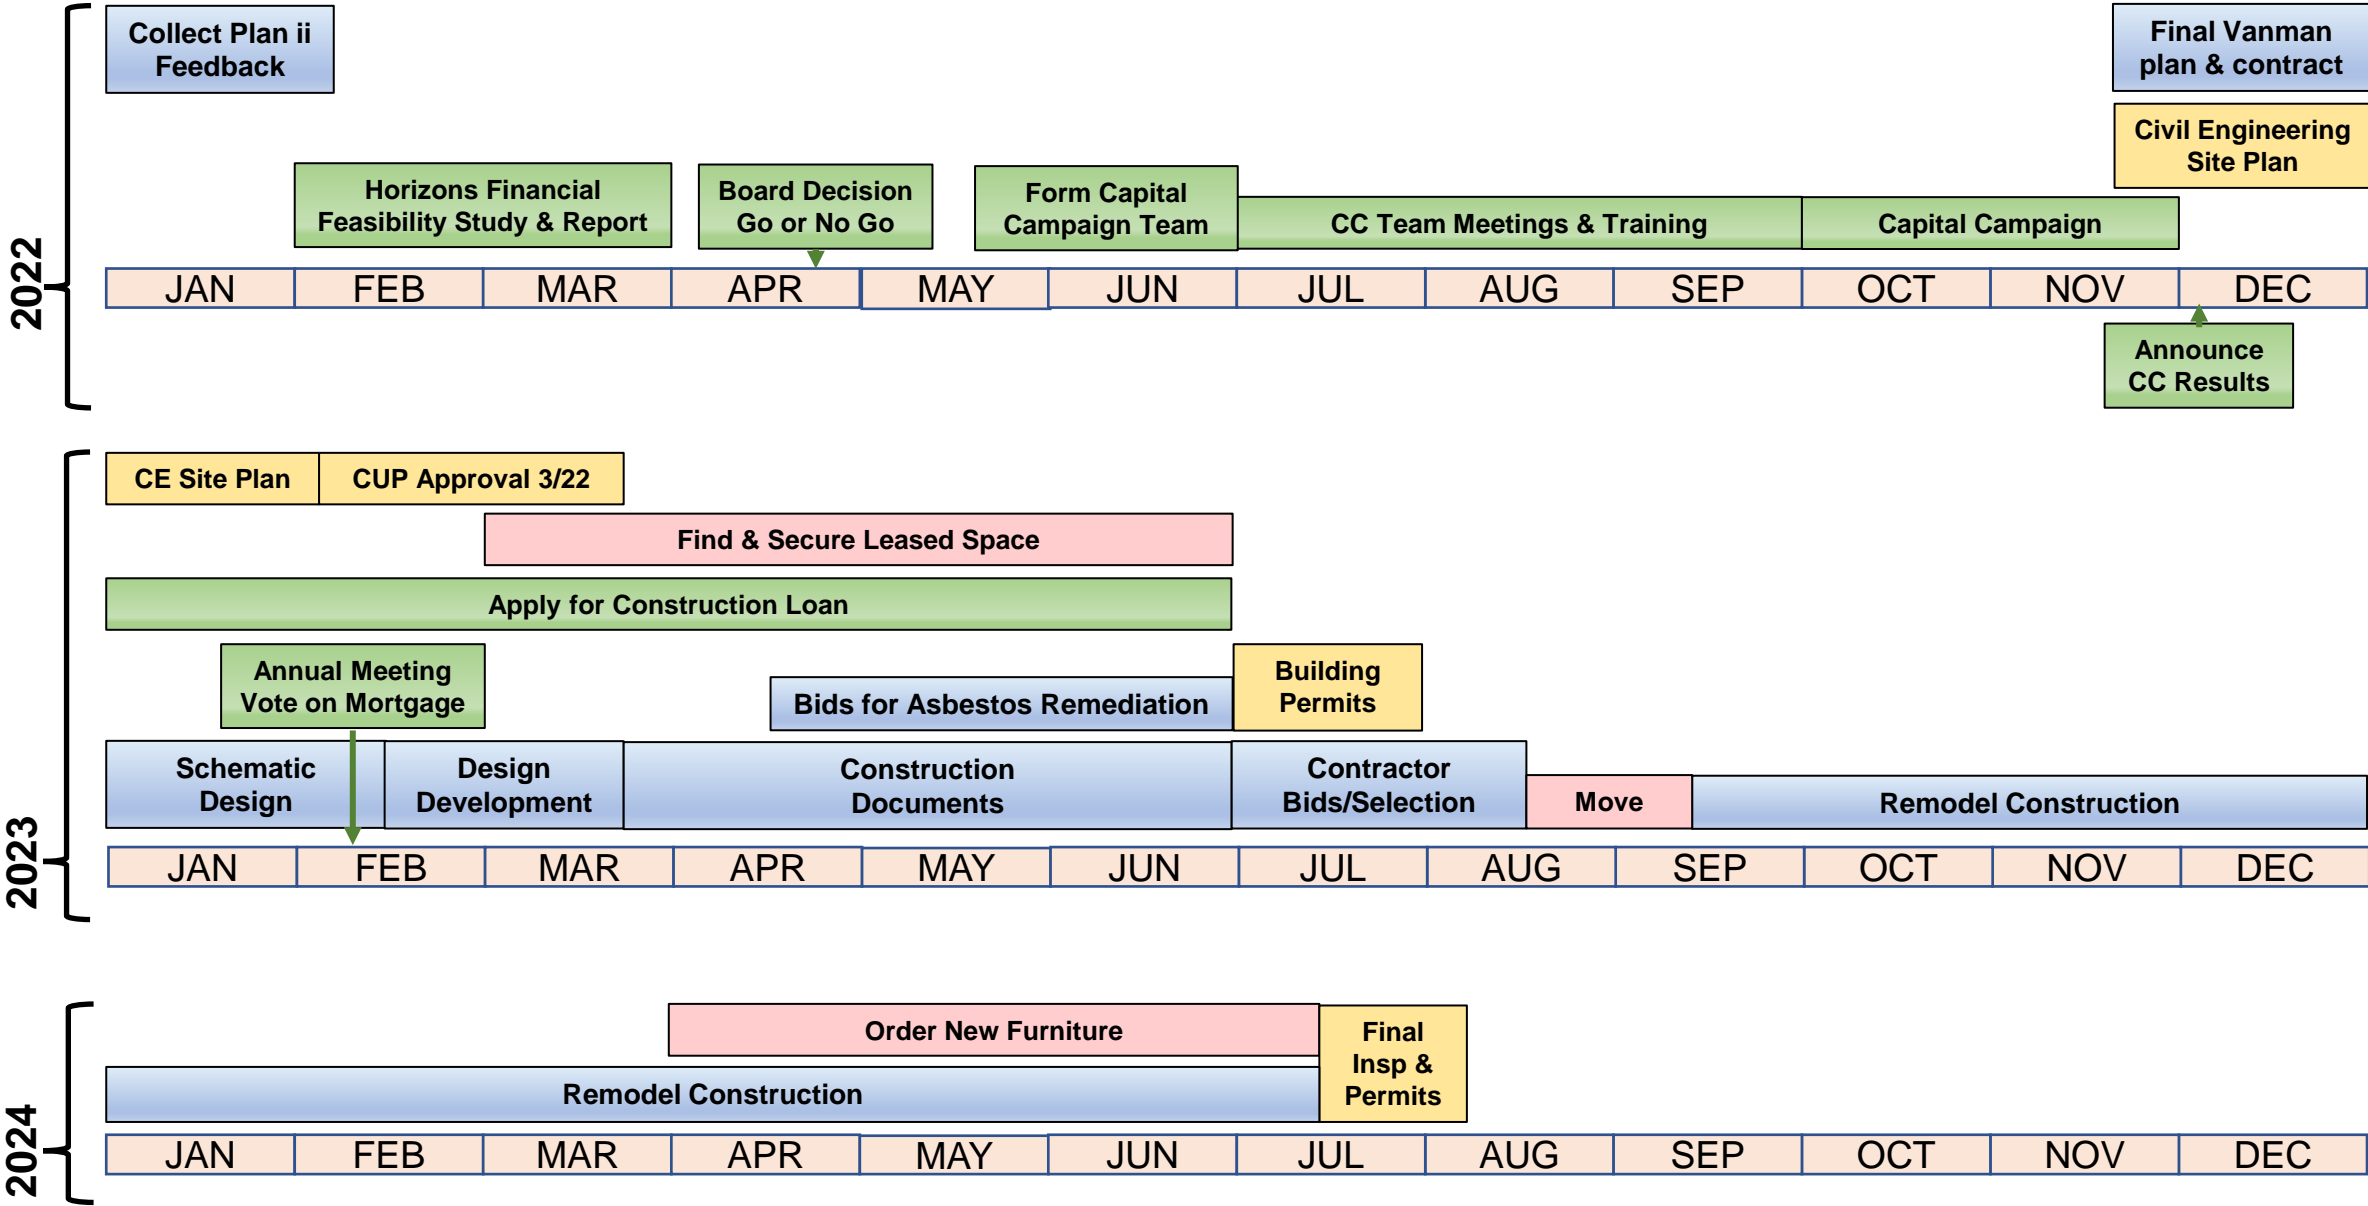 2022
Collect Plan ii
Feedback
Final Vanman
plan & contract
Civil Engineering
Site Plan
Horizons Financial
Feasibility Study & Report
Board Decision
Go or No Go
Form Capital
Campaign Team
CC Team Meetings & Training
Capital Campaign
JAN FEB MAR APR MAY JUN JUL AUG SEP OCT NOV DEC
Announce
CC Results
2023
CE Site Plan
CUP Approval 3/22
Find & Secure Leased Space
Apply for Construction Loan
Annual Meeting
Vote on Mortgage
Bids for Asbestos Remediation
Building
Permits
Schematic
Design
Design
Development
Construction
Documents
Contractor
Bids/Selection
Move
Remodel Construction
JAN FEB MAR APR MAY JUN JUL AUG SEP OCT NOV DEC
2024
Order New Furniture
Final
Insp &
Permits
Remodel Construction
JAN FEB MAR APR MAY JUN JUL AUG SEP OCT NOV DEC